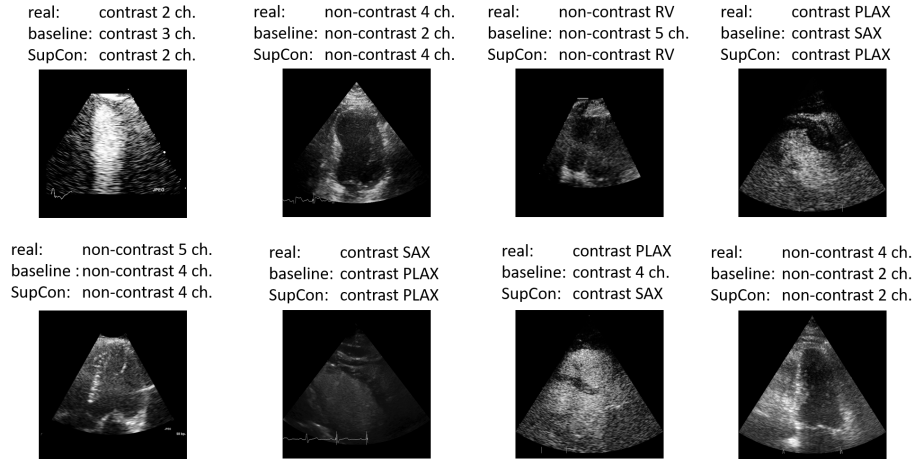 real: contrast 2 ch.
baseline: contrast 3 ch.
SupCon: contrast 2 ch.
real: non-contrast 4 ch.
baseline: non-contrast 2 ch.
SupCon: non-contrast 4 ch.
real: non-contrast RV
baseline: non-contrast 5 ch.
SupCon: non-contrast RV
real: contrast PLAX
baseline: contrast SAX
SupCon: contrast PLAX
real: non-contrast 5 ch.
baseline : non-contrast 4 ch.
SupCon: non-contrast 4 ch.
real: contrast SAX
baseline: contrast PLAX
SupCon: contrast PLAX
real: contrast PLAX
baseline: contrast 4 ch.
SupCon: contrast SAX
real: non-contrast 4 ch.
baseline: non-contrast 2 ch.
SupCon: non-contrast 2 ch.